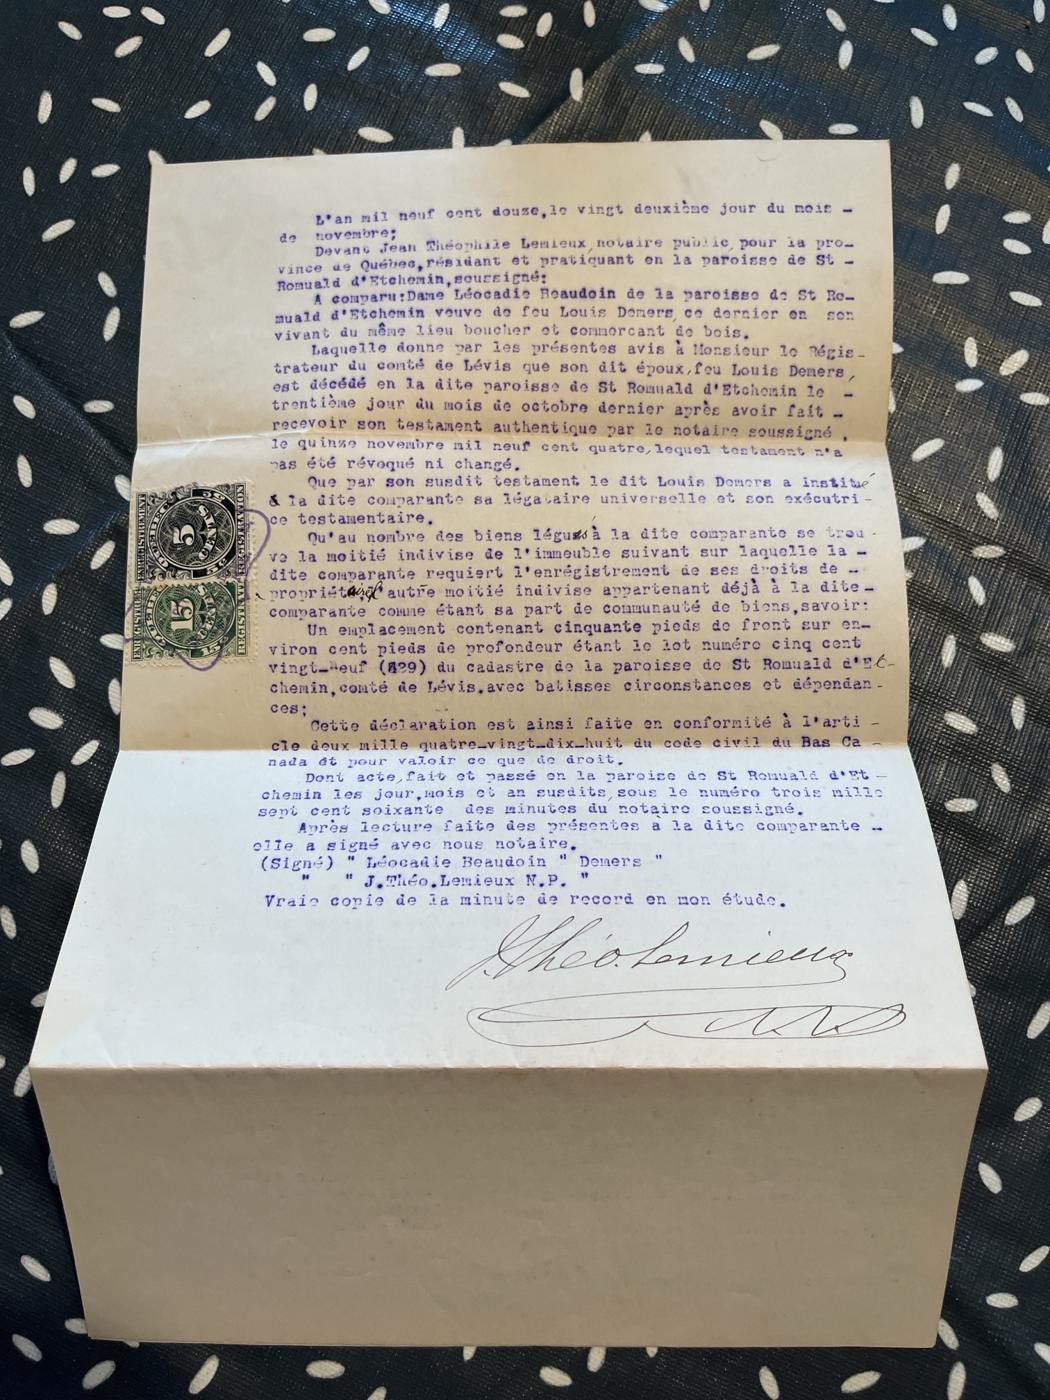 L'an mil neuf cent douze,le vingt deuxième jour du mois -
de novembre;
Devant Jean Théophile Lemieux,notaire public,pour la pro-
vince de Québec,résidant et pratiquant en la paroisse de St -
Romuald d'Etchemin,soussigné:
A comparu:Dame Léocadie Beaudoin de la paroisse de St Ro-
muald d'Etchemin veuve de feu Louis Demers,ce dernier en son
vivant du même lieu boucher et commercant de bois.
Laquelle donne par les présentes avis à Monsieur le Régis-
trateur du comté de Lévis que son dit époux,feu Louis Demers,
est décédé en la dite paroisse de St Romuald d'Etchemin le -
trentième jour du mois de octobre dernier après avoir fait -
recevoir son testament authentique par le notaire soussigné ,
le quinze novembre mil neuf cent quatre,lequel testament n'a
pas été révoqué ni changé.
Que par son susdit testament le dit Louis Demers a institué
& la dite comparante sa légataire universelle et son exécutri-
ce testamentaire.
Qu'au nombre des biens légués à la dite comparante se trou-
ve la moitié indivise de l'immeuble suivant sur laquelle la -
dite comparante requiert l'enrégistrement de ses droits de -
propriété l'autre moitié indivise appartenant déjà à la dite-
comparante comme étant sa part de communauté de biens,savoir:
Un emplacement contenant cinquante pieds de front sur en-
viron cent pieds de profondeur étant le lot numéro cinq cent
vingt-neuf (529) du cadastre de la paroisse de St Romuald d'Et-
chemin,comté de Lévis.avec batisses circonstances et dépendan-
ces;
Cette déclaration est ainsi faite en conformité à l'arti-
cle deux mille quatre-vingt-dix-huit du code civil du Bas Ca-
nada et pour valoir ce que de droit.
Dont acte,fait et passé en la paroise de St Romuald d'Et-
chemin les jour,mois et an susdits,sous le numéro trois mille
sept cent soixante des minutes du notaire soussigné.
Après lecture faite des présentes à la dite comparante -
elle a signé avec nous notaire.
(Signé) " Léocadie Beaudoin " Demers "
" " J.Théo.Lemieux N.P. "
Vraie copie de la minute de record en mon étude.
J. Théo. Lemieux
N.P.
ENREGISTREMENT
QUEBEC
5
REGISTRATION
ENREGISTREMENT
QUEBEC
15
REGISTRATION